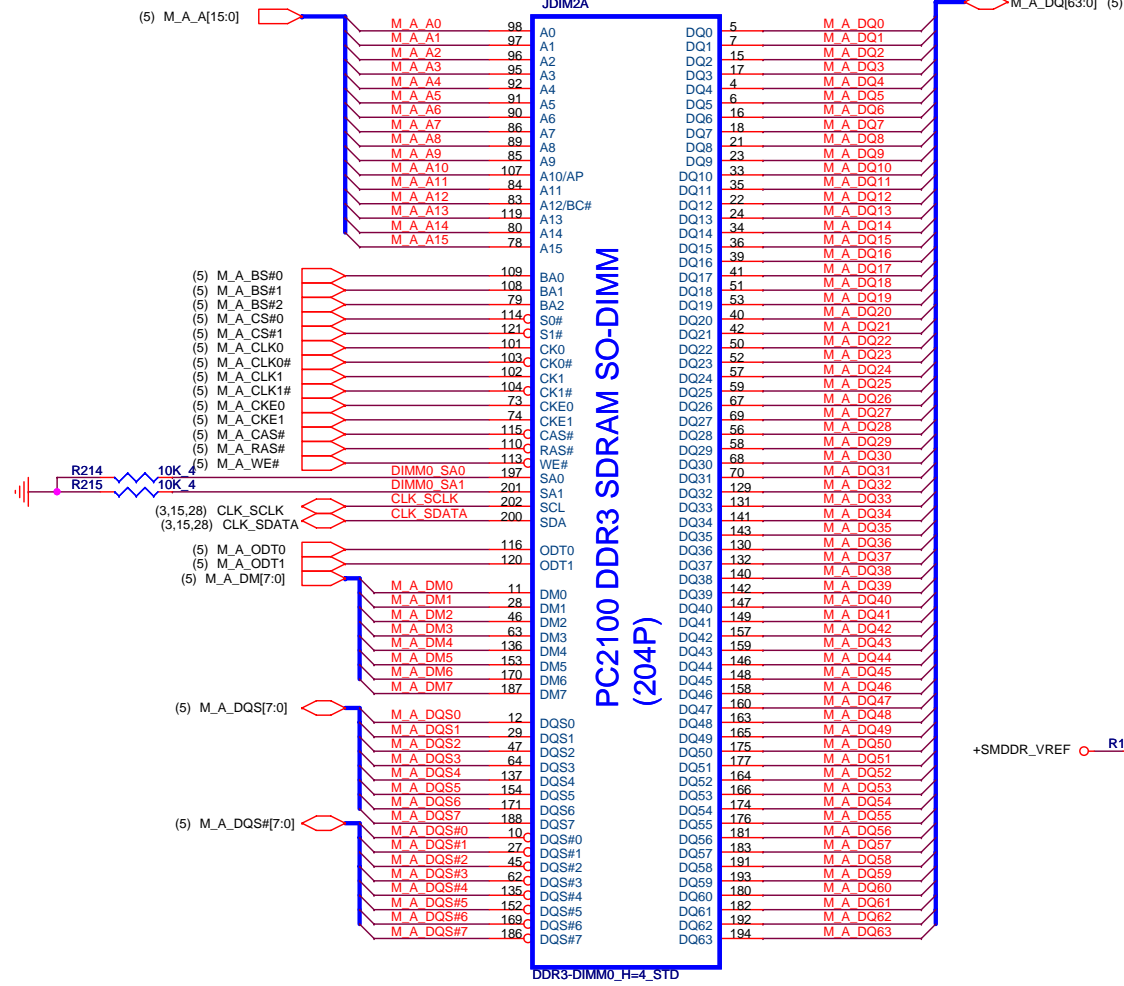 JDIM2A
(5) M_A_A[15:0] M_A_DQ[63:0] (5)
M_A_A0 98 A0 DQ0 5 M_A_DQ0
M_A_A1 97 A1 DQ1 7 M_A_DQ1
M_A_A2 96 A2 DQ2 15 M_A_DQ2
M_A_A3 95 A3 DQ3 17 M_A_DQ3
M_A_A4 92 A4 DQ4 4 M_A_DQ4
M_A_A5 91 A5 DQ5 6 M_A_DQ5
M_A_A6 90 A6 DQ6 16 M_A_DQ6
M_A_A7 86 A7 DQ7 18 M_A_DQ7
M_A_A8 89 A8 DQ8 21 M_A_DQ8
M_A_A9 85 A9 DQ9 23 M_A_DQ9
M_A_A10 107 A10/AP DQ10 33 M_A_DQ10
M_A_A11 84 A11 DQ11 35 M_A_DQ11
M_A_A12 83 A12/BC# DQ12 22 M_A_DQ12
M_A_A13 119 A13 DQ13 24 M_A_DQ13
M_A_A14 80 A14 DQ14 34 M_A_DQ14
M_A_A15 78 A15 DQ15 36 M_A_DQ15
DQ16 39 M_A_DQ16
(5) M_A_BS#0 109 BA0 DQ17 41 M_A_DQ17
(5) M_A_BS#1 108 BA1 DQ18 51 M_A_DQ18
(5) M_A_BS#2 79 BA2 DQ19 53 M_A_DQ19
(5) M_A_CS#0 114 S0# DQ20 40 M_A_DQ20
(5) M_A_CS#1 121 S1# DQ21 42 M_A_DQ21
(5) M_A_CLK0 101 CK0 DQ22 50 M_A_DQ22
(5) M_A_CLK0# 103 CK0# DQ23 52 M_A_DQ23
(5) M_A_CLK1 102 CK1 DQ24 57 M_A_DQ24
(5) M_A_CLK1# 104 CK1# DQ25 59 M_A_DQ25
(5) M_A_CKE0 73 CKE0 DQ26 67 M_A_DQ26
(5) M_A_CKE1 74 CKE1 DQ27 69 M_A_DQ27
(5) M_A_CAS# 115 CAS# DQ28 56 M_A_DQ28
(5) M_A_RAS# 110 RAS# DQ29 58 M_A_DQ29
(5) M_A_WE# 113 WE# DQ30 68 M_A_DQ30
R214 10K_4 DIMM0_SA0 197 SA0 DQ31 70 M_A_DQ31
R215 10K_4 DIMM0_SA1 201 SA1 DQ32 129 M_A_DQ32
(3,15,28) CLK_SCLK CLK_SCLK 202 SCL DQ33 131 M_A_DQ33
(3,15,28) CLK_SDATA CLK_SDATA 200 SDA DQ34 141 M_A_DQ34
DQ35 143 M_A_DQ35
(5) M_A_ODT0 116 ODT0 DQ36 130 M_A_DQ36
(5) M_A_ODT1 120 ODT1 DQ37 132 M_A_DQ37
(5) M_A_DM[7:0] DQ38 140 M_A_DQ38
M_A_DM0 11 DM0 DQ39 142 M_A_DQ39
M_A_DM1 28 DM1 DQ40 147 M_A_DQ40
M_A_DM2 46 DM2 DQ41 149 M_A_DQ41
M_A_DM3 63 DM3 DQ42 157 M_A_DQ42
M_A_DM4 136 DM4 DQ43 159 M_A_DQ43
M_A_DM5 153 DM5 DQ44 146 M_A_DQ44
M_A_DM6 170 DM6 DQ45 148 M_A_DQ45
M_A_DM7 187 DM7 DQ46 158 M_A_DQ46
(5) M_A_DQS[7:0] DQ47 160 M_A_DQ47
M_A_DQS0 12 DQS0 DQ48 163 M_A_DQ48
M_A_DQS1 29 DQS1 DQ49 165 M_A_DQ49
M_A_DQS2 47 DQS2 DQ50 175 M_A_DQ50
M_A_DQS3 64 DQS3 DQ51 177 M_A_DQ51
M_A_DQS4 137 DQS4 DQ52 164 M_A_DQ52
M_A_DQS5 154 DQS5 DQ53 166 M_A_DQ53
M_A_DQS6 171 DQS6 DQ54 174 M_A_DQ54
M_A_DQS7 188 DQS7 DQ55 176 M_A_DQ55
(5) M_A_DQS#[7:0]
M_A_DQS#0 10 DQS#0 DQ56 181 M_A_DQ56
M_A_DQS#1 27 DQS#1 DQ57 183 M_A_DQ57
M_A_DQS#2 45 DQS#2 DQ58 191 M_A_DQ58
M_A_DQS#3 62 DQS#3 DQ59 193 M_A_DQ59
M_A_DQS#4 135 DQS#4 DQ60 180 M_A_DQ60
M_A_DQS#5 152 DQS#5 DQ61 182 M_A_DQ61
M_A_DQS#6 169 DQS#6 DQ62 192 M_A_DQ62
M_A_DQS#7 186 DQS#7 DQ63 194 M_A_DQ63
PC2100 DDR3 SDRAM SO-DIMM
(204P)
+SMDDR_VREF R1
DDR3-DIMM0_H=4_STD